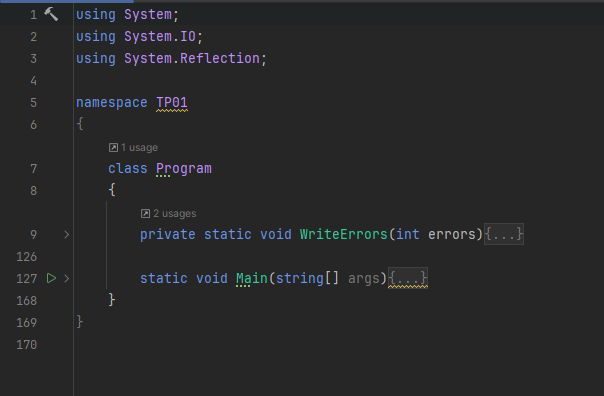 1 using System;
2 using System.IO;
3 using System.Reflection;
4
5 namespace TP01
6 {
1 usage
7 class Program
8 {
2 usages
9 private static void WriteErrors(int errors){...}
126
127 static void Main(string[] args){...}
168 }
169 }
170